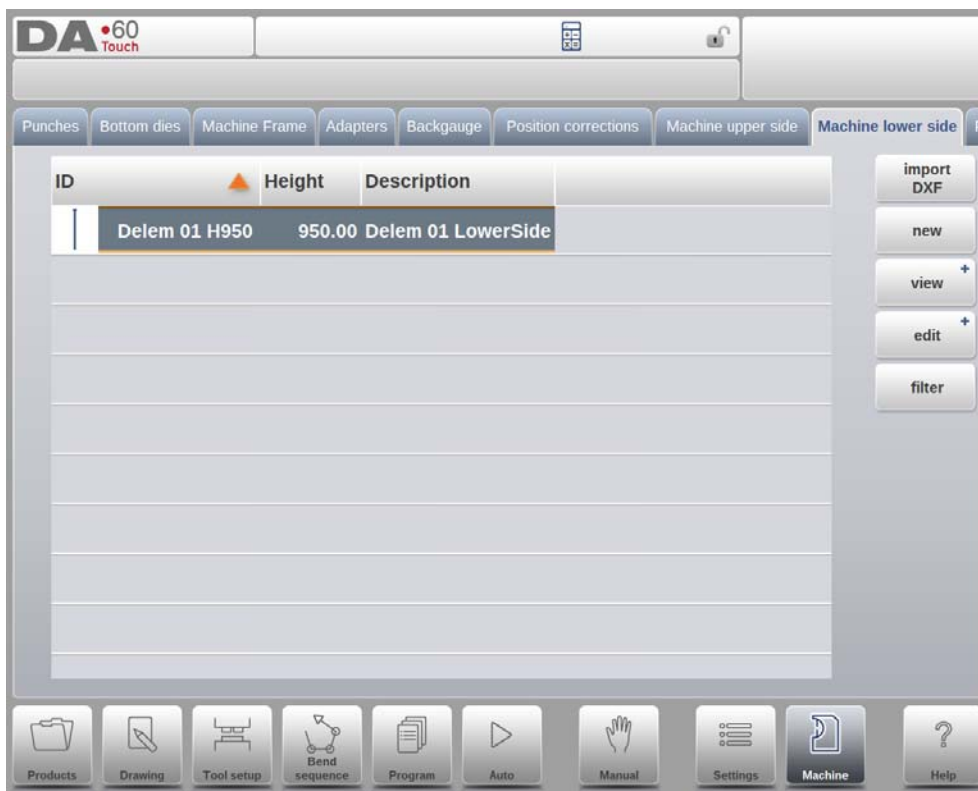 DA•60
Touch
Punches Bottom dies Machine Frame Adapters Backgauge Position corrections Machine upper side Machine lower side
ID Height Description
Delem 01 H950 950.00 Delem 01 LowerSide
import
DXF
new
view +
edit +
filter
Products Drawing Tool setup Bend
sequence Program Auto Manual Settings Machine Help